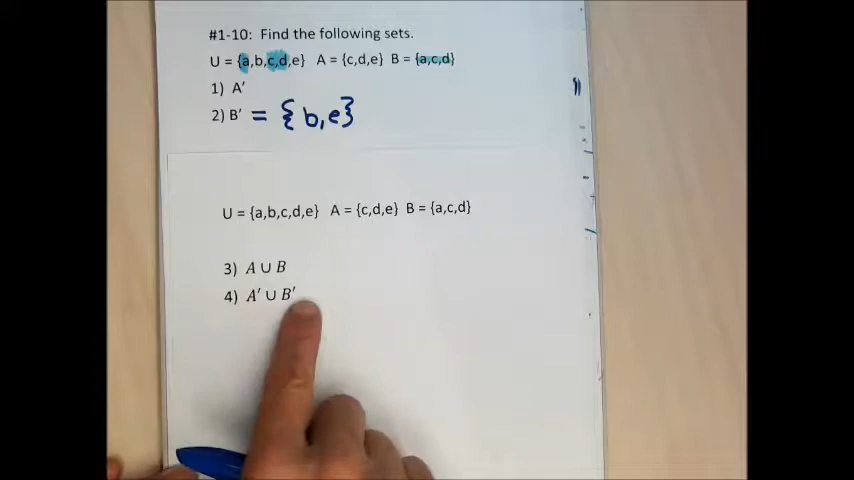 #1-10: Find the following sets.
U = {a,b,c,d,e} A = {c,d,e} B = {a,c,d}
1) A′
2) B′ = { b,e}
U = {a,b,c,d,e} A = {c,d,e} B = {a,c,d}
3) A ∪ B
4) A′ ∪ B′